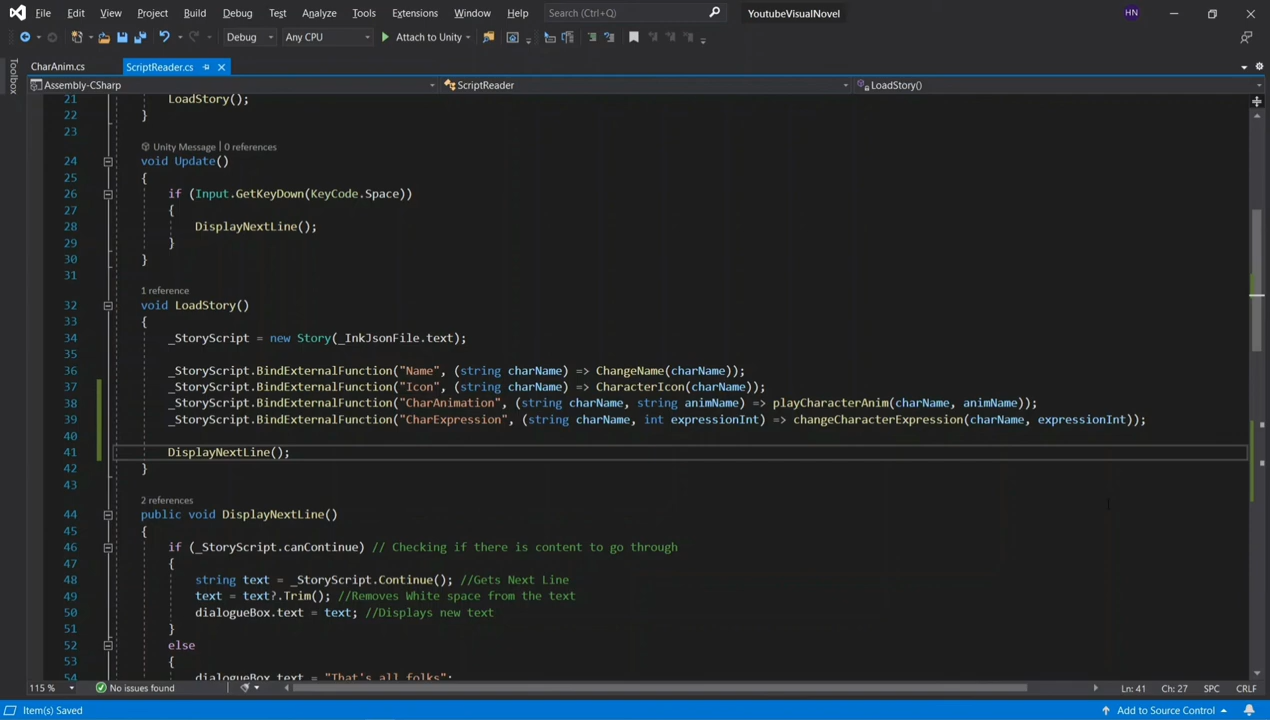 File Edit View Project Build Debug Test Analyze Tools Extensions Window Help Search (Ctrl+Q) YoutubeVisualNovel HN
Debug Any CPU Attach to Unity
CharAnim.cs ScriptReader.cs
Toolbox
Assembly-CSharp ScriptReader LoadStory()
21 LoadStory();
22 }
23
Unity Message | 0 references
24 void Update()
25 {
26 if (Input.GetKeyDown(KeyCode.Space))
27 {
28 DisplayNextLine();
29 }
30 }
31
1 reference
32 void LoadStory()
33 {
34 _StoryScript = new Story(_InkJsonFile.text);
35
36 _StoryScript.BindExternalFunction("Name", (string charName) => ChangeName(charName));
37 _StoryScript.BindExternalFunction("Icon", (string charName) => CharacterIcon(charName));
38 _StoryScript.BindExternalFunction("CharAnimation", (string charName, string animName) => playCharacterAnim(charName, animName));
39 _StoryScript.BindExternalFunction("CharExpression", (string charName, int expressionInt) => changeCharacterExpression(charName, expressionInt));
40
41 DisplayNextLine();
42 }
43
2 references
44 public void DisplayNextLine()
45 {
46 if (_StoryScript.canContinue) // Checking if there is content to go through
47 {
48 string text = _StoryScript.Continue(); //Gets Next Line
49 text = text?.Trim(); //Removes White space from the text
50 dialogueBox.text = text; //Displays new text
51 }
52 else
53 {
54 dialogueBox.text = "That's all folks";
115 % No issues found Ln: 41 Ch: 27 SPC CRLF
Item(s) Saved Add to Source Control